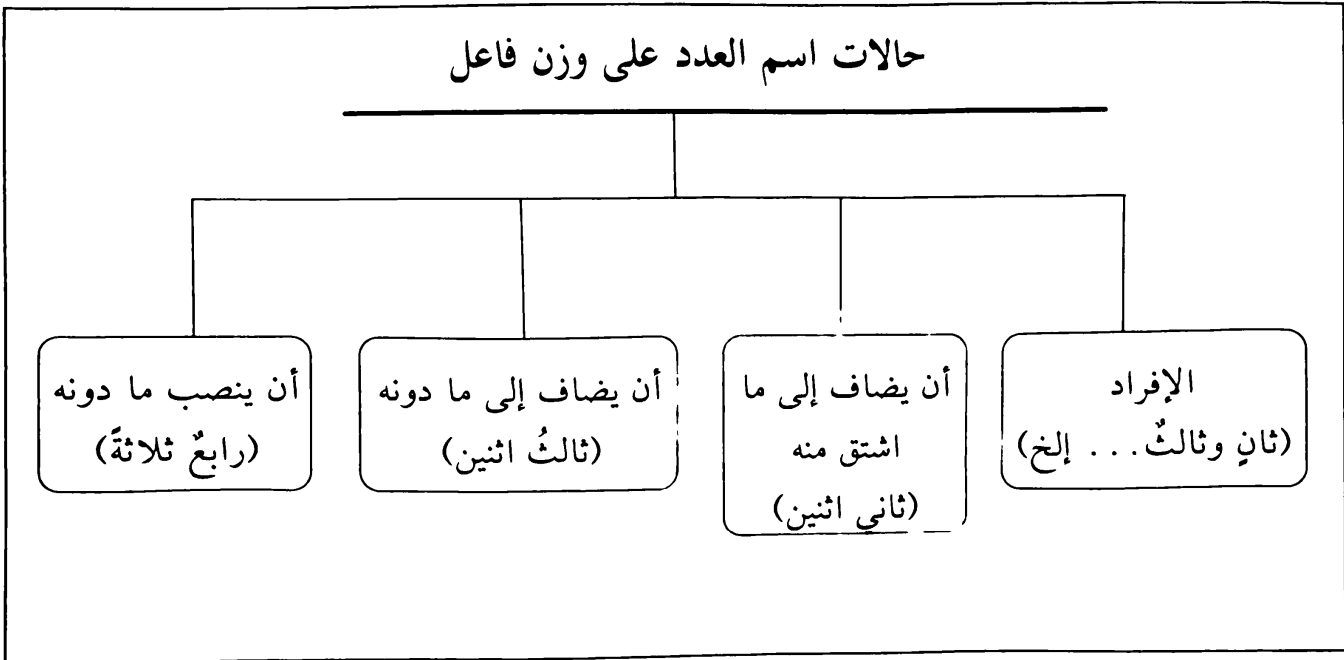 حالات اسم العدد على وزن فاعل
الإفراد
(ثانٍ وثالثٌ... إلخ)
أن يضاف إلى ما
اشتق منه
(ثاني اثنين)
أن يضاف إلى ما دونه
(ثالثُ اثنين)
أن ينصب ما دونه
(رابعٌ ثلاثةً)